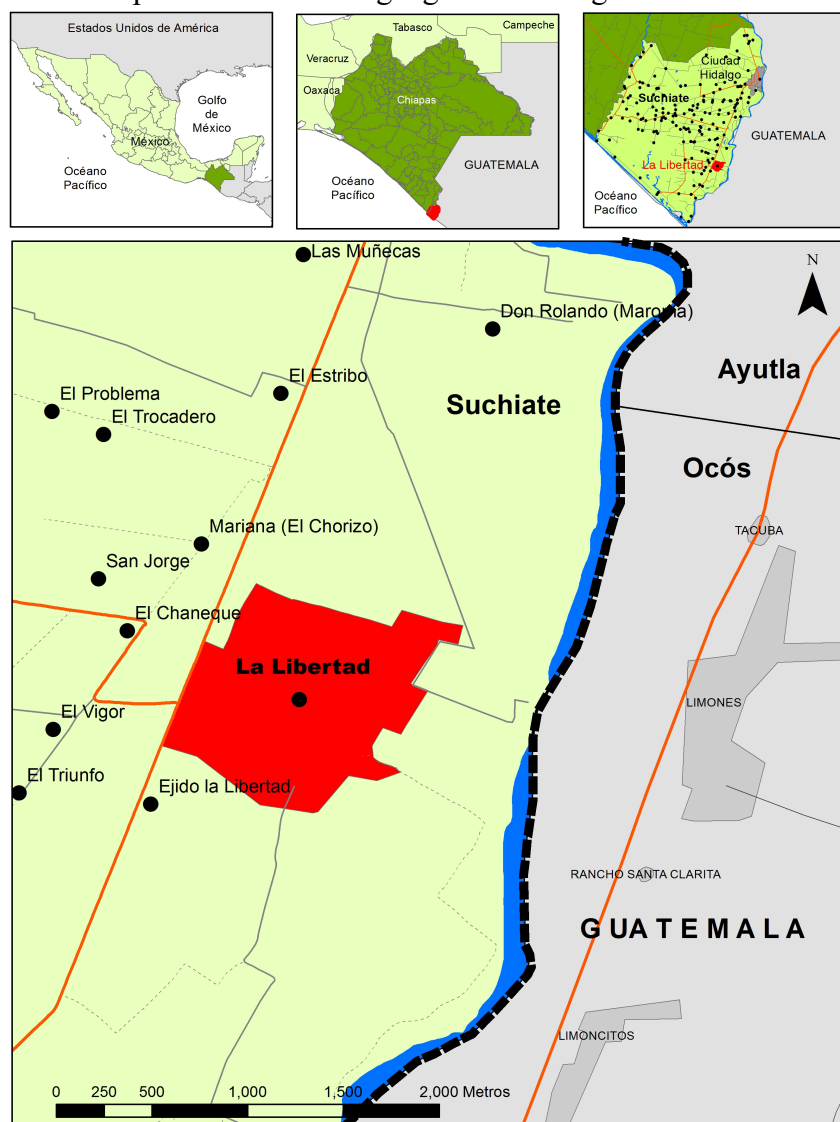 Estados Unidos de América
Golfo
de
México
México
Océano
Pacífico
Tabasco
Campeche
Veracruz
Oaxaca
Chiapas
GUATEMALA
Océano
Pacífico
Ciudad
Hidalgo
Suchiate
GUATEMALA
La Libertad
Océano
Pacífico
Las Muñecas
N
Don Rolando (Maroma)
Ayutla
El Estribo
El Problema
Suchiate
El Trocadero
Ocós
Mariana (El Chorizo)
TACUBA
San Jorge
El Chaneque
La Libertad
LIMONES
El Vigor
El Triunfo
Ejido la Libertad
RANCHO SANTA CLARITA
GUATEMALA
LIMONCITOS
0 250 500 1,000 1,500 2,000 Metros